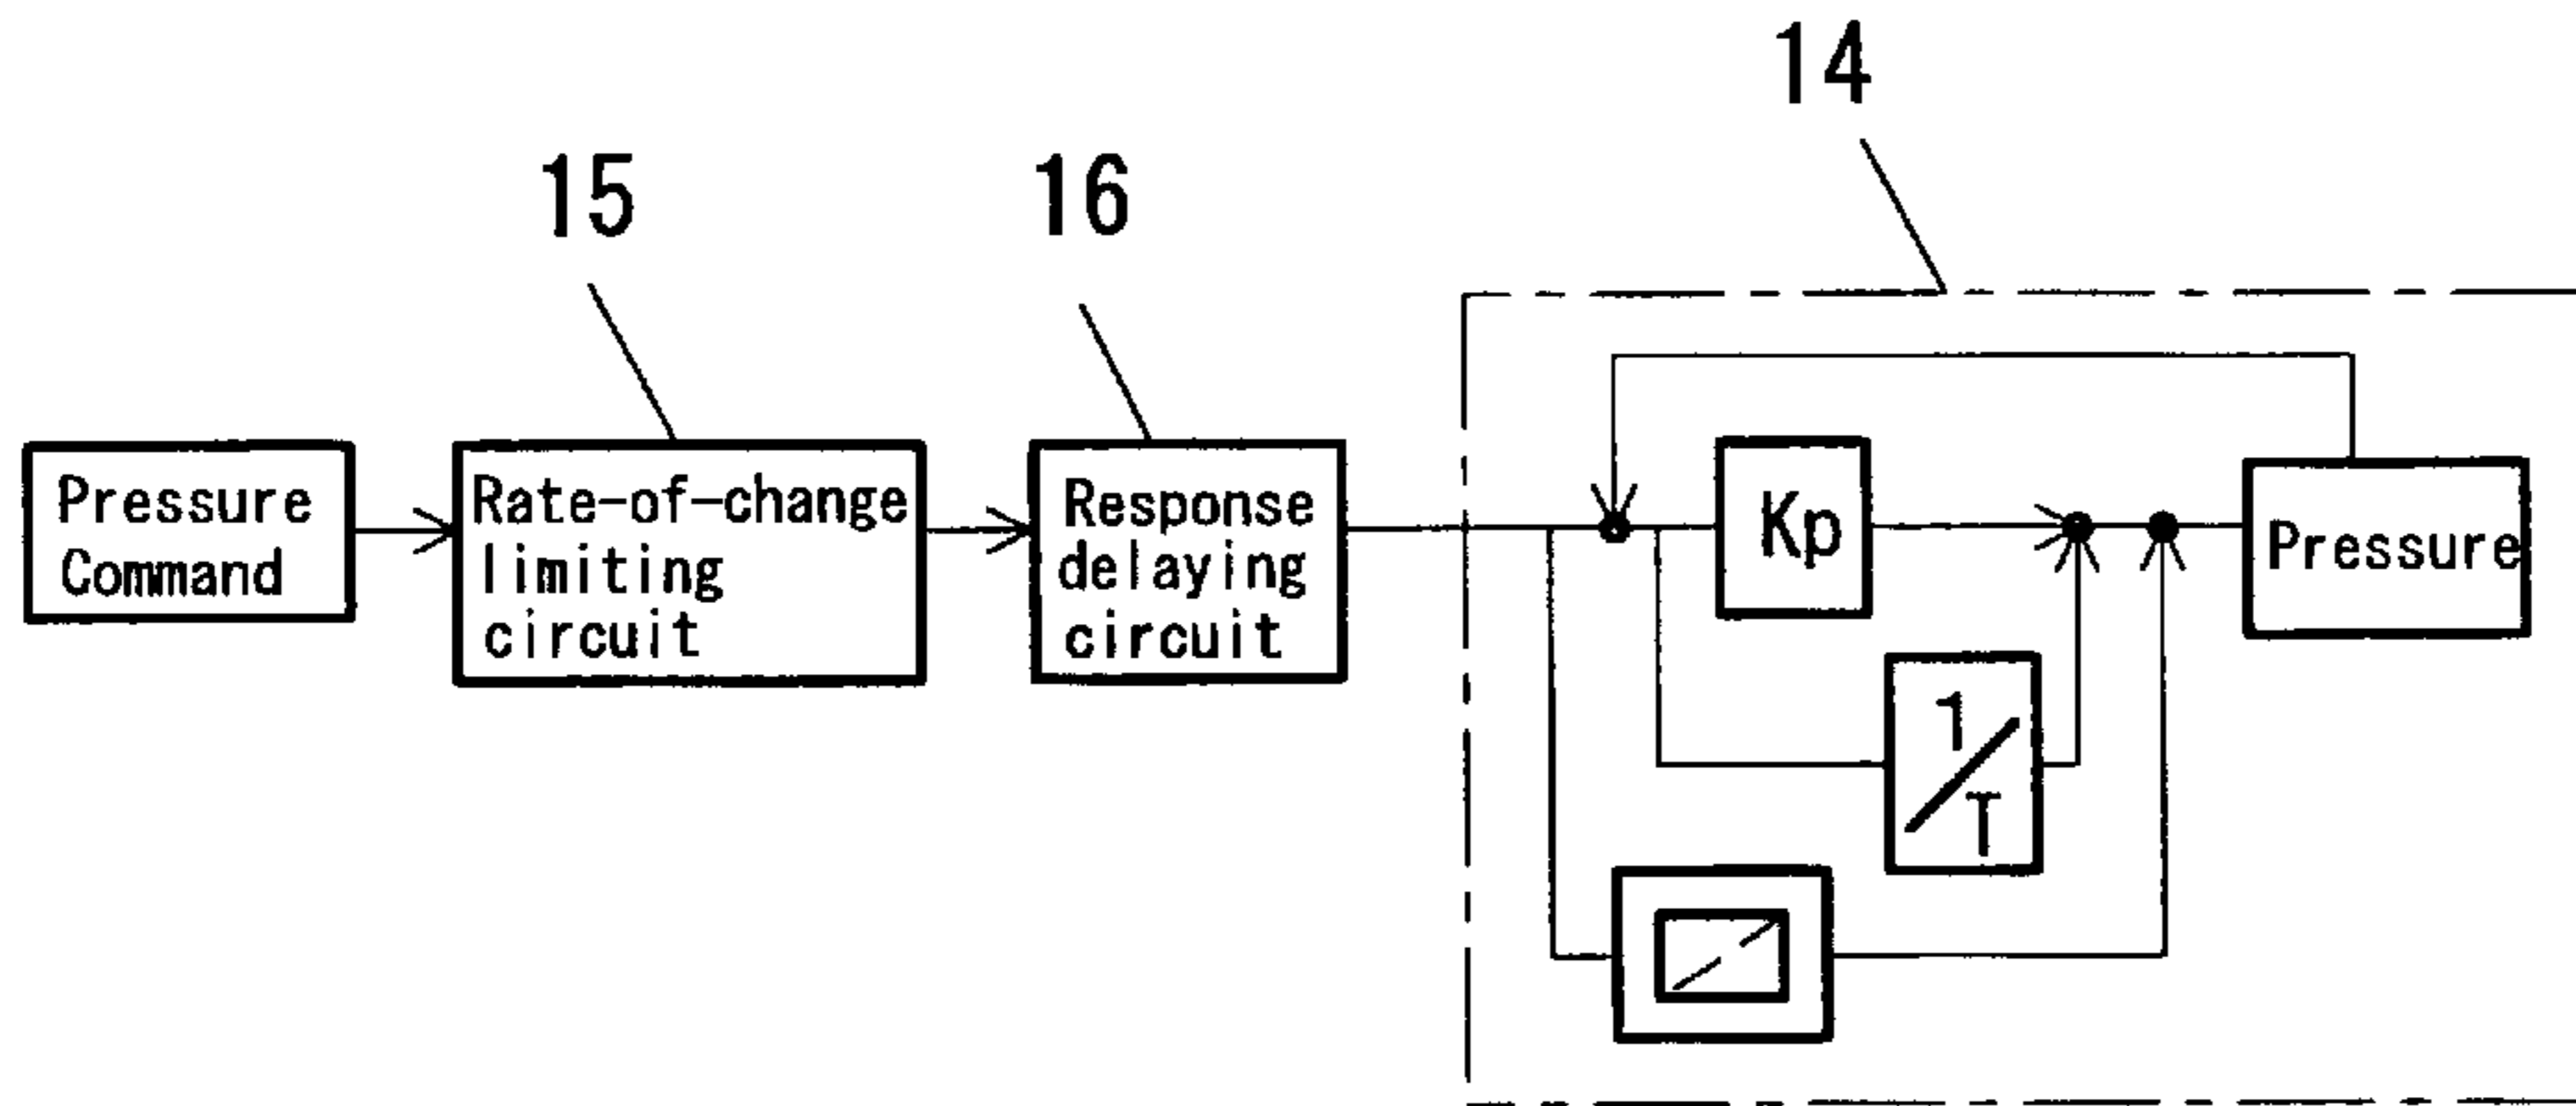 14
15
16
Pressure
Command
Rate-of-change
limiting
circuit
Response
delaying
circuit
Kp
Pressure
1/T